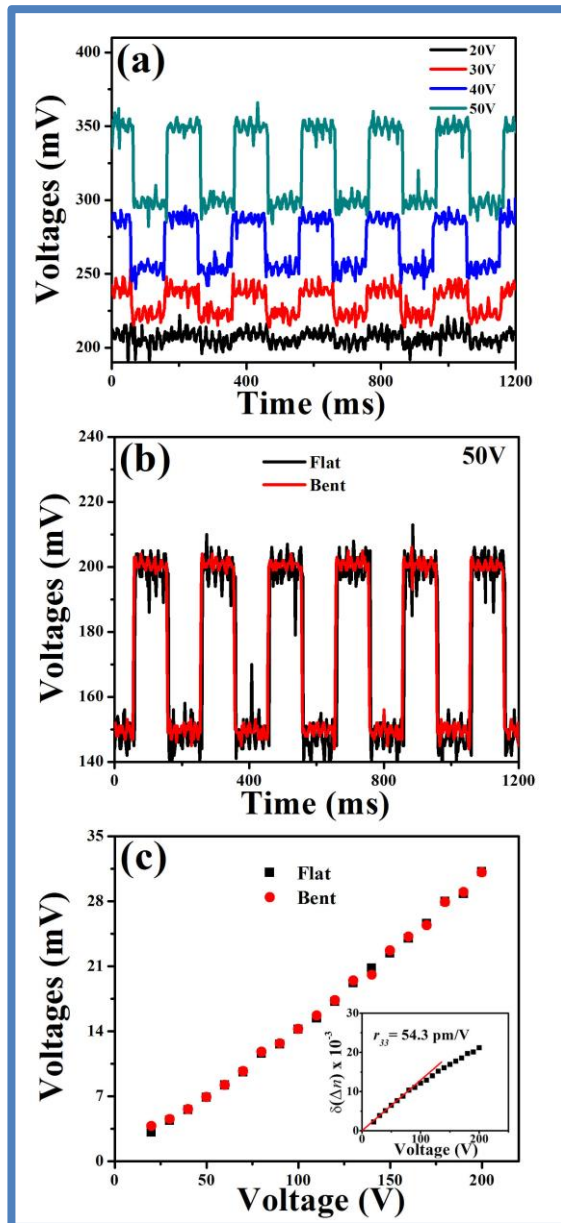 (a)
20V
30V
40V
50V
400
350
300
250
200
Voltages (mV)
0 400 800 1200
Time (ms)
(b)
Flat
Bent
50V
240
220
200
180
160
140
Voltages (mV)
0 400 800 1200
Time (ms)
(c)
Flat
Bent
35
28
21
14
7
0
Voltages (mV)
0 50 100 150 200
Voltage (V)
r33= 54.3 pm/V
30
20
10
0
δ(Δn) x 10-3
0 100 200
Voltage (V)